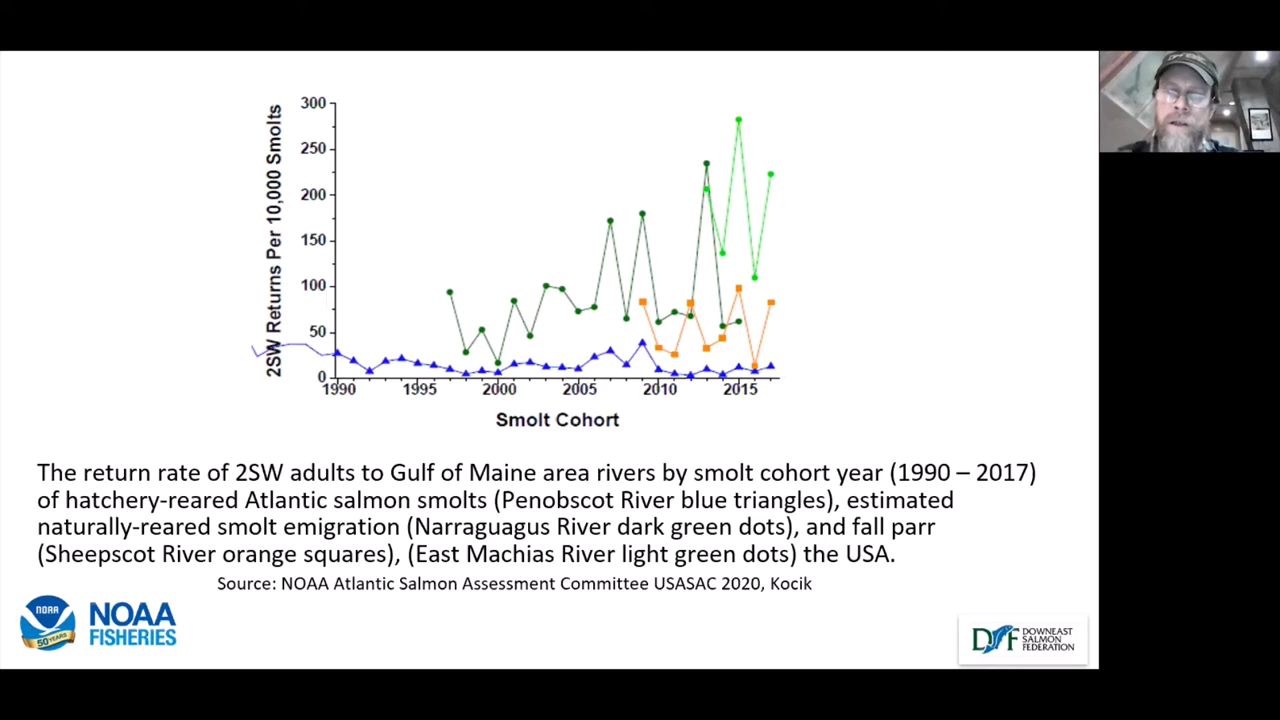 2SW Returns Per 10,000 Smolts
300
250
200
150
100
50
0
1990 1995 2000 2005 2010 2015
Smolt Cohort
The return rate of 2SW adults to Gulf of Maine area rivers by smolt cohort year (1990 – 2017)
of hatchery-reared Atlantic salmon smolts (Penobscot River blue triangles), estimated
naturally-reared smolt emigration (Narraguagus River dark green dots), and fall parr
(Sheepscot River orange squares), (East Machias River light green dots) the USA.
Source: NOAA Atlantic Salmon Assessment Committee USASAC 2020, Kocik
NOAA
50 YEARS
NOAA
FISHERIES
DSF
DOWNEAST
SALMON
FEDERATION